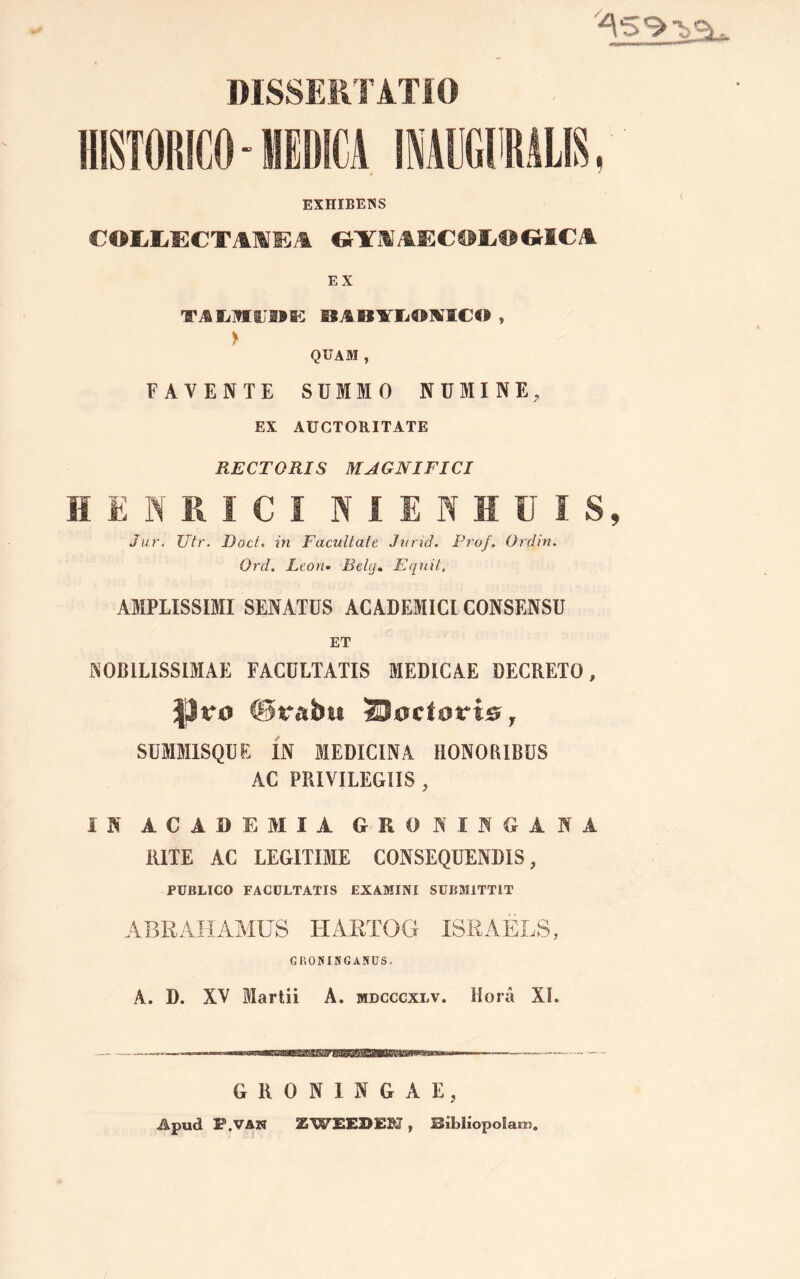 DISSERTATIO
HISTORICO-MEDICA INAUGURALIS,
EXHIBENS
COLLECTANEA GYNAECOLOGICA
EX
TALMUDE BABYLONICO,
QUAM,
FAVENTE SUMMO NUMINE,
EX AUCTORITATE
RECTORIS MAGNIFICI
HENRICI NIENHUIS,
Jur. Utr. Doct. in Facultate Jurid. Prof. Ordin.
Ord. Leon. Belg. Equit.
AMPLISSIMI SENATUS ACADEMICI CONSENSU
ET
NOBILISSIMAE FACULTATIS MEDICAE DECRETO,
Pro Gradu Doctoris,
SUMMISQUE IN MEDICINA HONORIBUS
AC PRIVILEGIIS,
IN ACADEMIA GRONINGANA
RITE AC LEGITIME CONSEQUENDIS,
PUBLICO FACULTATIS EXAMINI SUBMITTIT
ABRAHAMUS HARTOG ISRAËLS,
GRONINGANUS.
A. D. XV Martii A. MDCCCXLV. Horâ XI.
GRONINGAE,
Apud P. VAN ZWEEDEN, Bibliopolam.